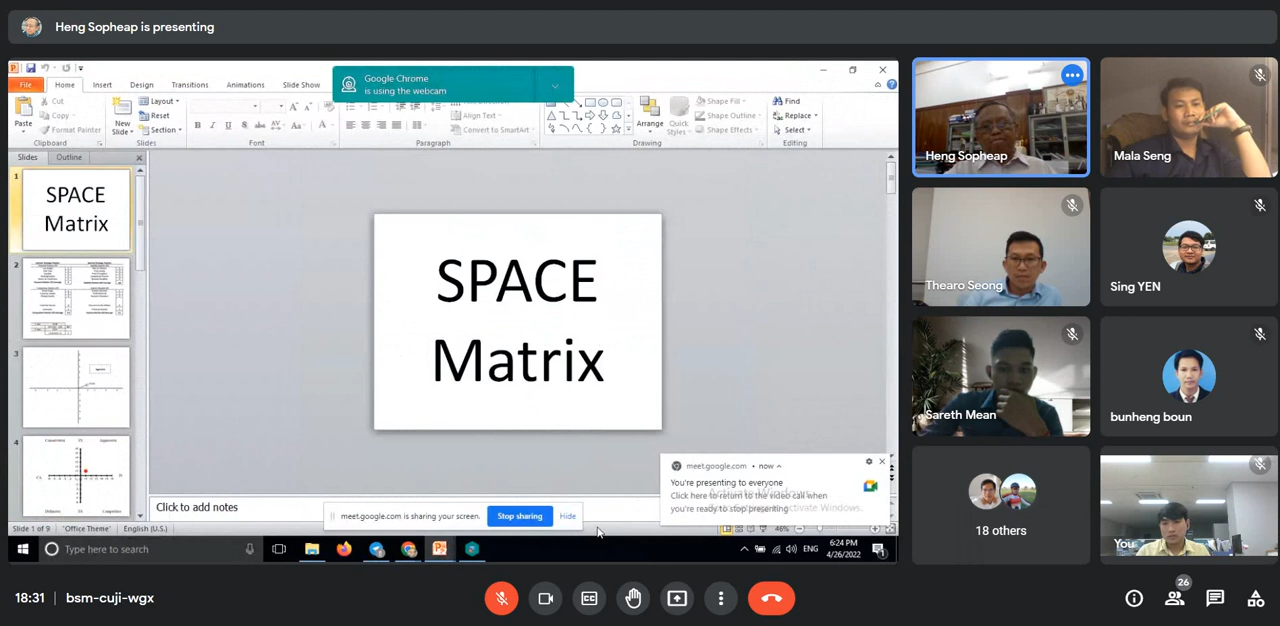 Heng Sopheap is presenting
Google Chrome
is using the webcam
File Home Insert Design Transitions Animations Slide Show
Paste
Cut
Copy
Format Painter
Clipboard
New
Slide
Layout
Reset
Section
Slides
Font
Paragraph
Align Text
Convert to SmartArt
Arrange
Quick
Styles
Shape Fill
Shape Outline
Shape Effects
Drawing
Find
Replace
Select
Editing
Slides Outline
1
SPACE
Matrix
2
3
4
SPACE
Matrix
Click to add notes
meet.google.com is sharing your screen. Stop sharing Hide
meet.google.com • now
You're presenting to everyone
Click here to return to the video call when
you're ready to stop presenting
Slide 1 of 9 "Office Theme" English (U.S.) 46%
Type here to search
ENG
6:24 PM
4/26/2022
Heng Sopheap
Mala Seng
Thearo Seong
Sing YEN
Sareth Mean
bunheng boun
18 others
You
18:31 bsm-cuji-wgx
26